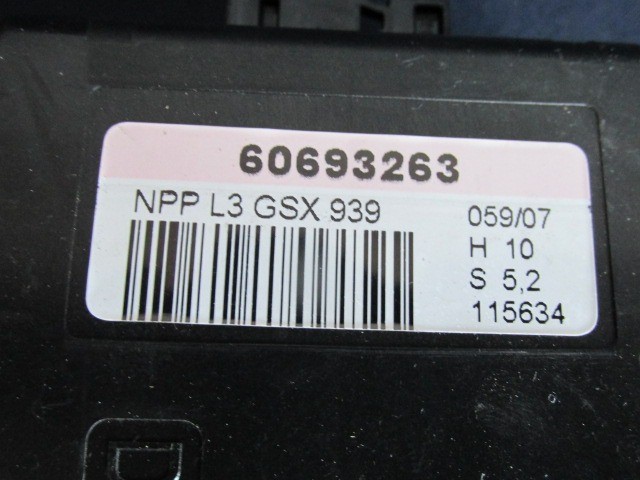 60693263
NPP L3 GSX 939
059/07
H 10
S 5,2
115634